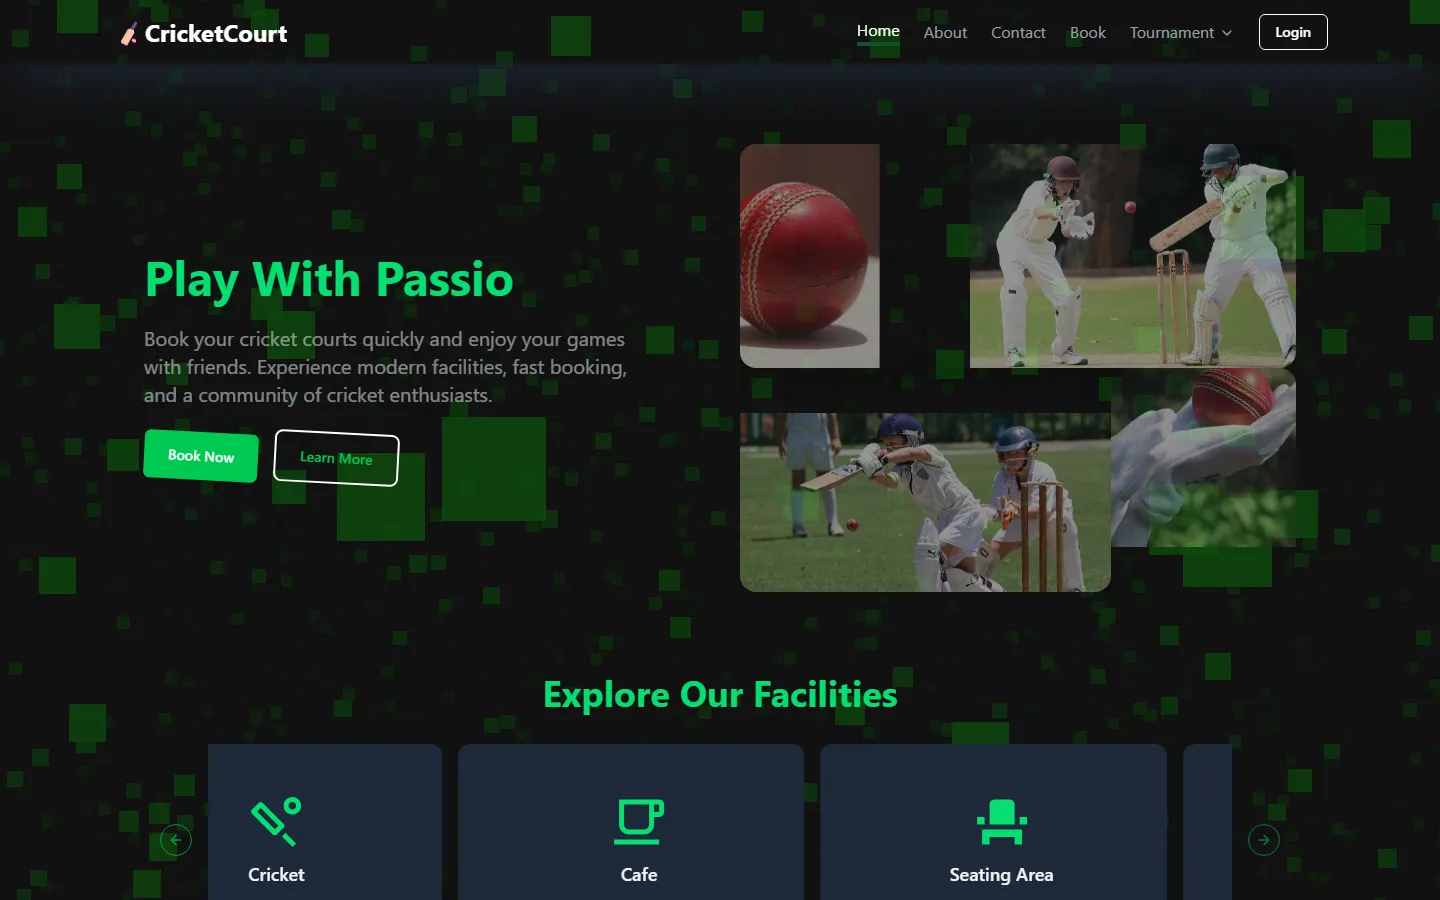 CricketCourt
Home
About
Contact
Book
Tournament
Login
Play With Passio
Book your cricket courts quickly and enjoy your games
with friends. Experience modern facilities, fast booking,
and a community of cricket enthusiasts.
Book Now
Learn More
Explore Our Facilities
Cricket
Cafe
Seating Area